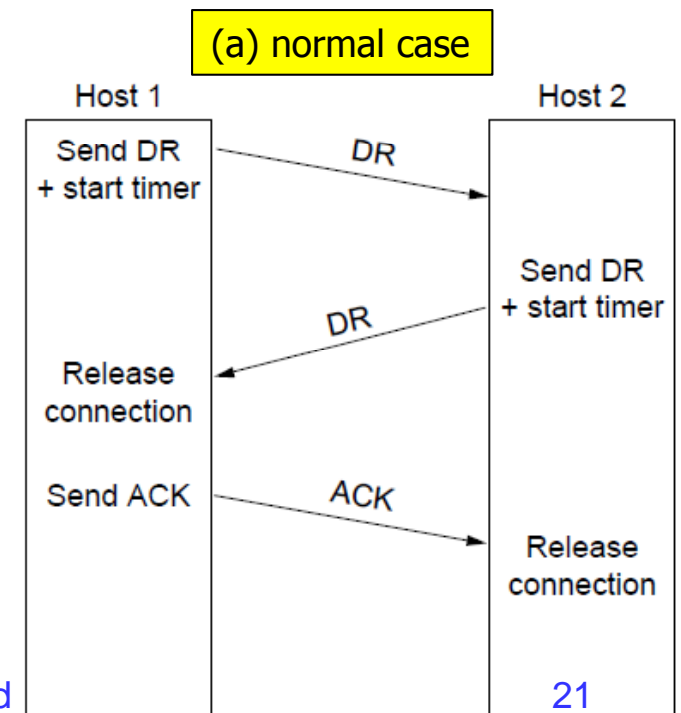 (a) normal case
Host 1
Host 2
Send DR
+ start timer
DR
Send DR
+ start timer
DR
Release
connection
Send ACK
ACK
Release
connection
d
21